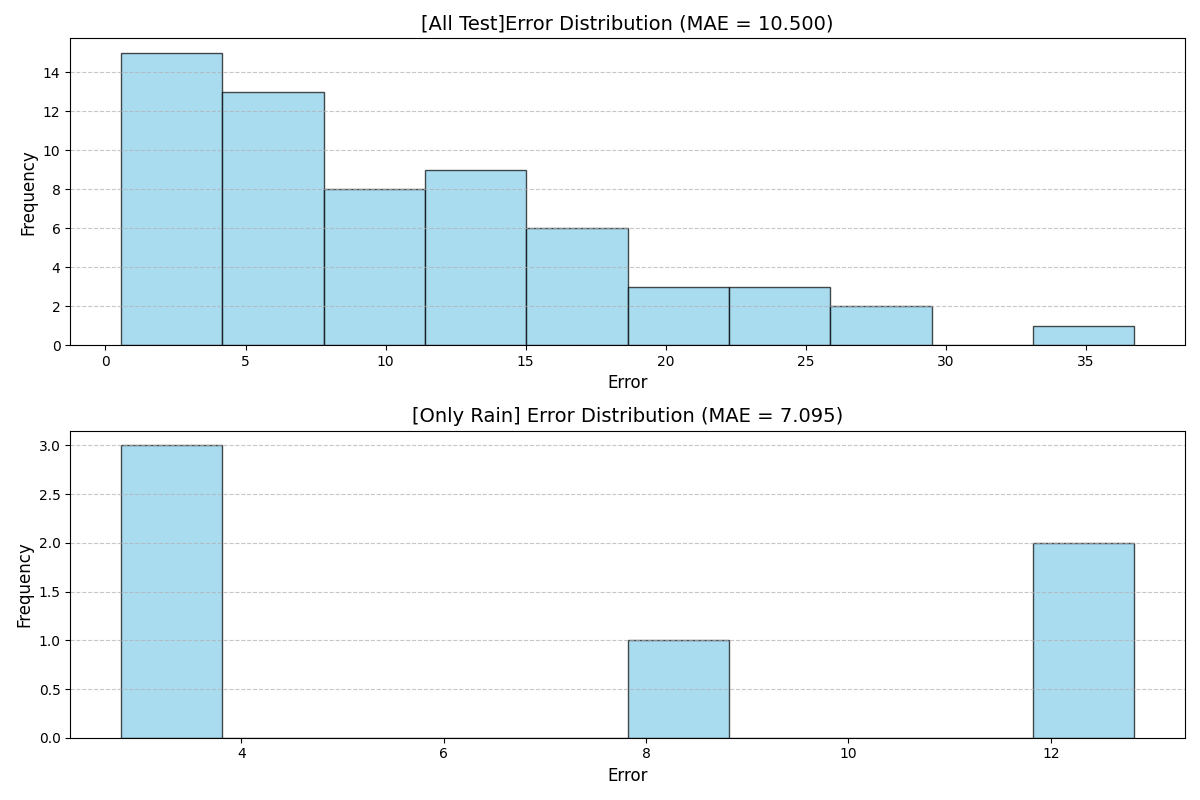 [All Test]Error Distribution (MAE = 10.500)
14
12
10
8
6
4
2
0
Frequency
0 5 10 15 20 25 30 35
Error
[Only Rain] Error Distribution (MAE = 7.095)
3.0
2.5
2.0
1.5
1.0
0.5
0.0
Frequency
4 6 8 10 12
Error